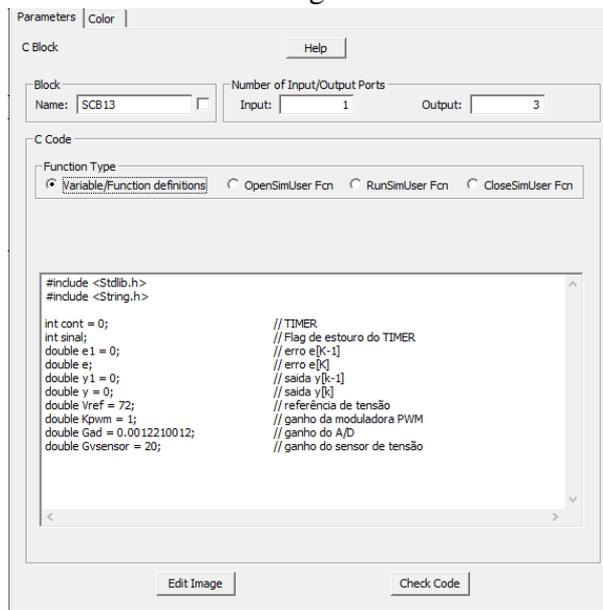 Parameters Color
C Block Help
Block Number of Input/Output Ports
Name: SCB13 Input: 1 Output: 3
C Code
Function Type
Variable/Function definitions OpenSimUser Fcn RunSimUser Fcn CloseSimUser Fcn
#include <Stdlib.h>
#include <String.h>
int cont = 0; // TIMER
int sinal; // Flag de estouro do TIMER
double e1 = 0; // erro e[K-1]
double e; // erro e[K]
double y1 = 0; // saida y[k-1]
double y = 0; // saida y[k]
double Vref = 72; // referência de tensão
double Kpwm = 1; // ganho da moduladora PWM
double Gad = 0.0012210012; // ganho do A/D
double Gvsensor = 20; // ganho do sensor de tensão
Edit Image Check Code